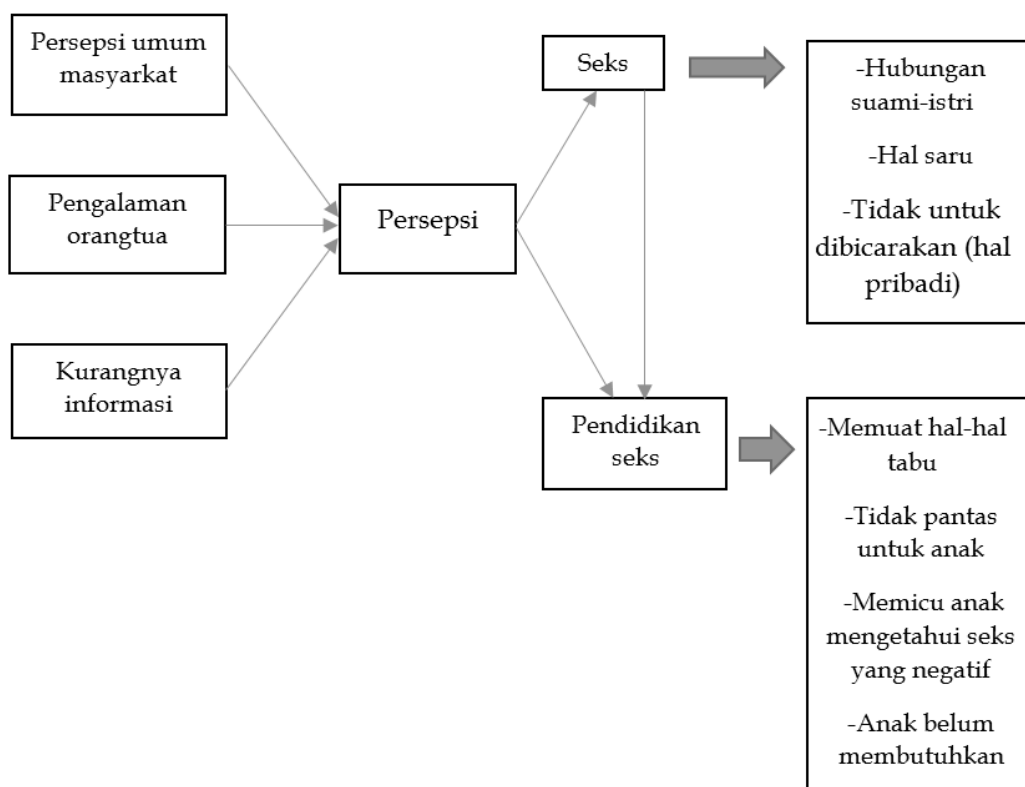 Persepsi umum
masyarkat
Pengalaman
orangtua
Kurangnya
informasi
Persepsi
Seks
-Hubungan
suami-istri
-Hal saru
-Tidak untuk
dibicarakan (hal
pribadi)
Pendidikan
seks
-Memuat hal-hal
tabu
-Tidak pantas
untuk anak
-Memicu anak
mengetahui seks
yang negatif
-Anak belum
membutuhkan